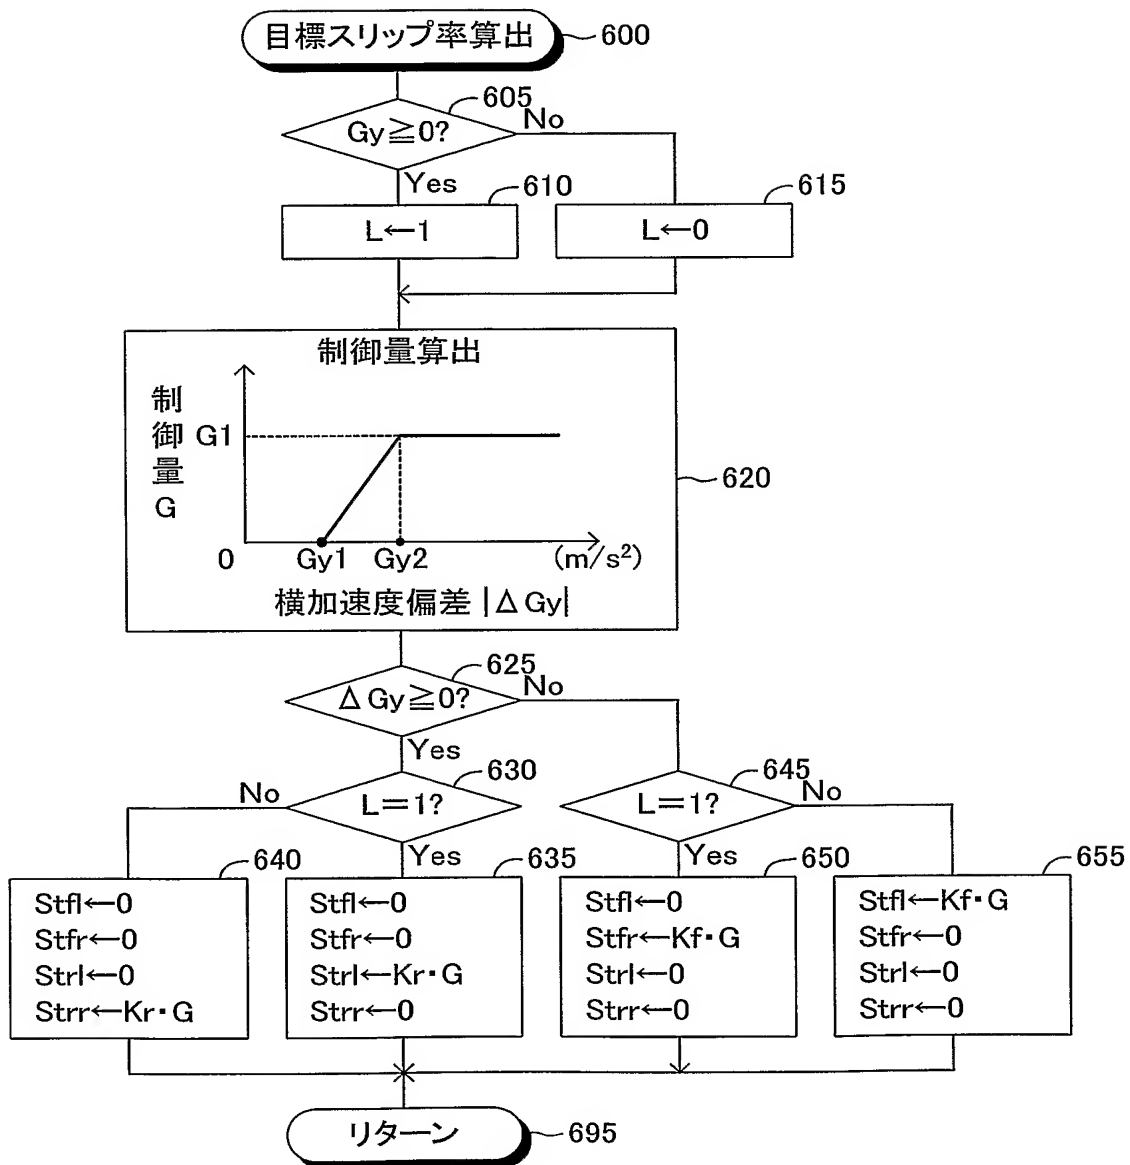 目標スリップ率算出
600
605
Gy≧0?
No
Yes
610
615
L←1
L←0
制御量算出
制御量G
G1
620
0
Gy1
Gy2
(m/s²)
横加速度偏差|ΔGy|
625
ΔGy≧0?
No
Yes
630
645
No
L=1?
L=1?
No
Yes
Yes
640
635
650
655
Stfl←0
Stfr←0
Strl←0
Strr←Kr・G
Stfl←0
Stfr←0
Strl←Kr・G
Strr←0
Stfl←0
Stfr←Kf・G
Strl←0
Strr←0
Stfl←Kf・G
Stfr←0
Strl←0
Strr←0
リターン
695